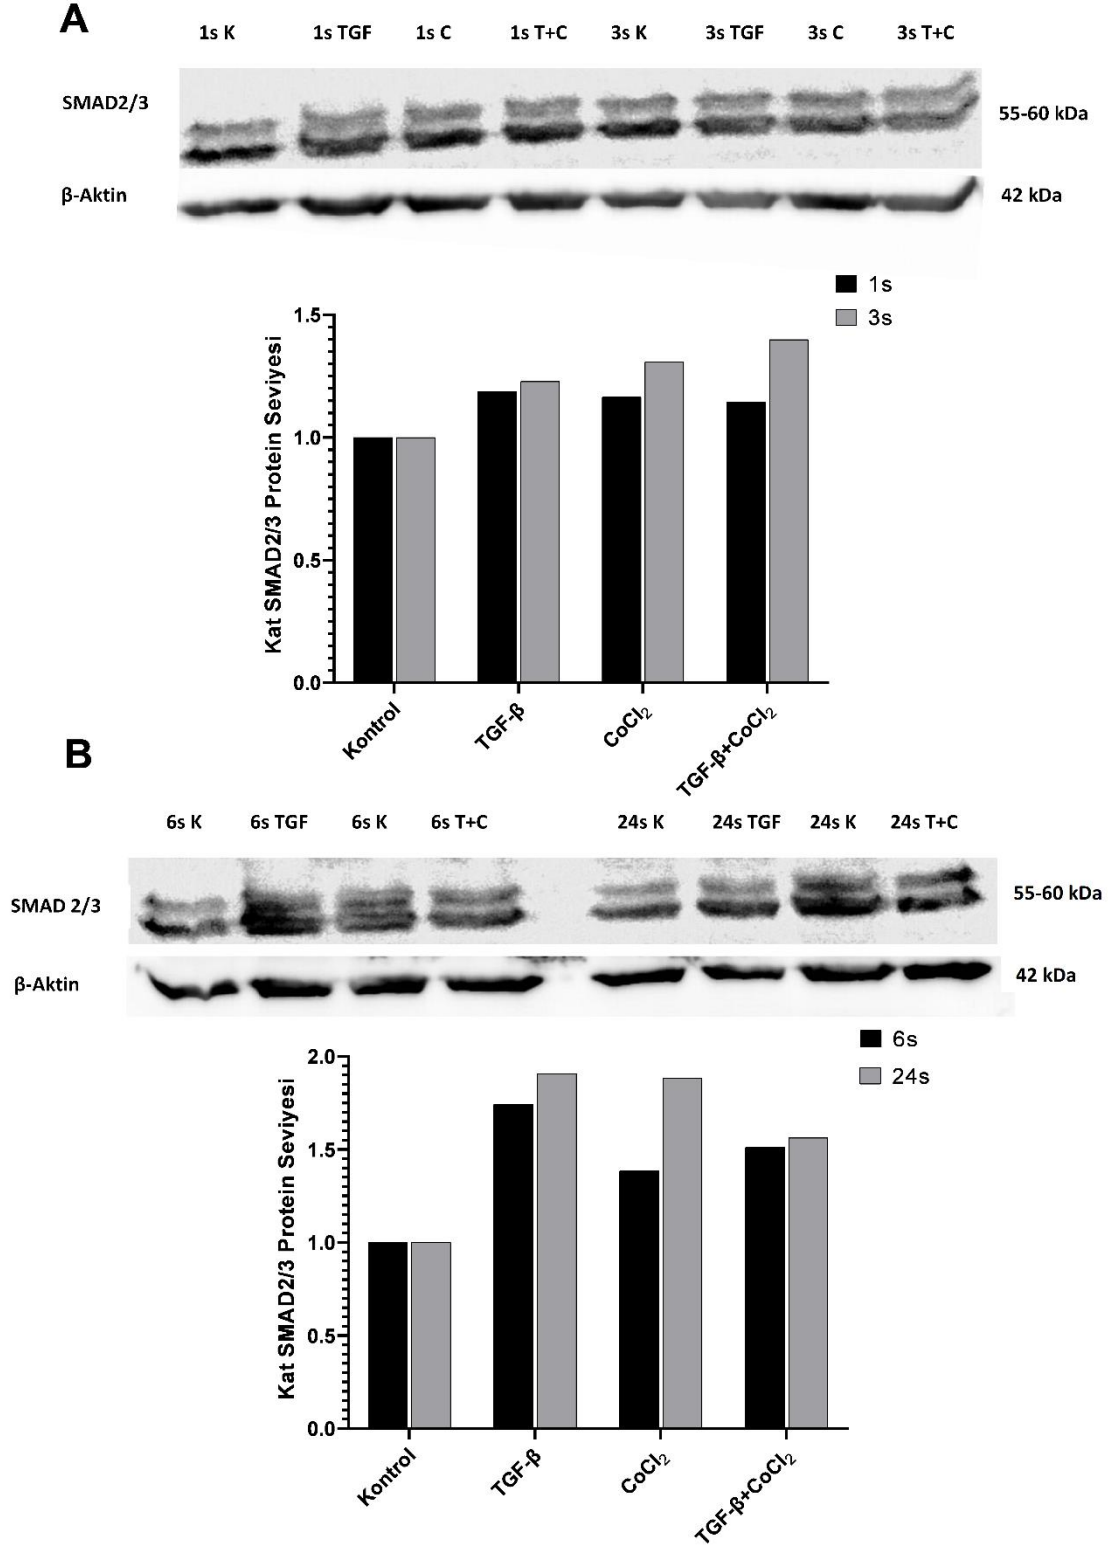 A
1s K 1s TGF 1s C 1s T+C 3s K 3s TGF 3s C 3s T+C
SMAD2/3
55-60 kDa
β-Aktin
42 kDa
1s
3s
Kat SMAD2/3 Protein Seviyesi
1.5
1.0
0.5
0.0
Kontrol
TGF-β
CoCl₂
TGF-β+CoCl₂
B
6s K 6s TGF 6s K 6s T+C 24s K 24s TGF 24s K 24s T+C
SMAD 2/3
55-60 kDa
β-Aktin
42 kDa
6s
24s
Kat SMAD2/3 Protein Seviyesi
2.0
1.5
1.0
0.5
0.0
Kontrol
TGF-β
CoCl₂
TGF-β+CoCl₂